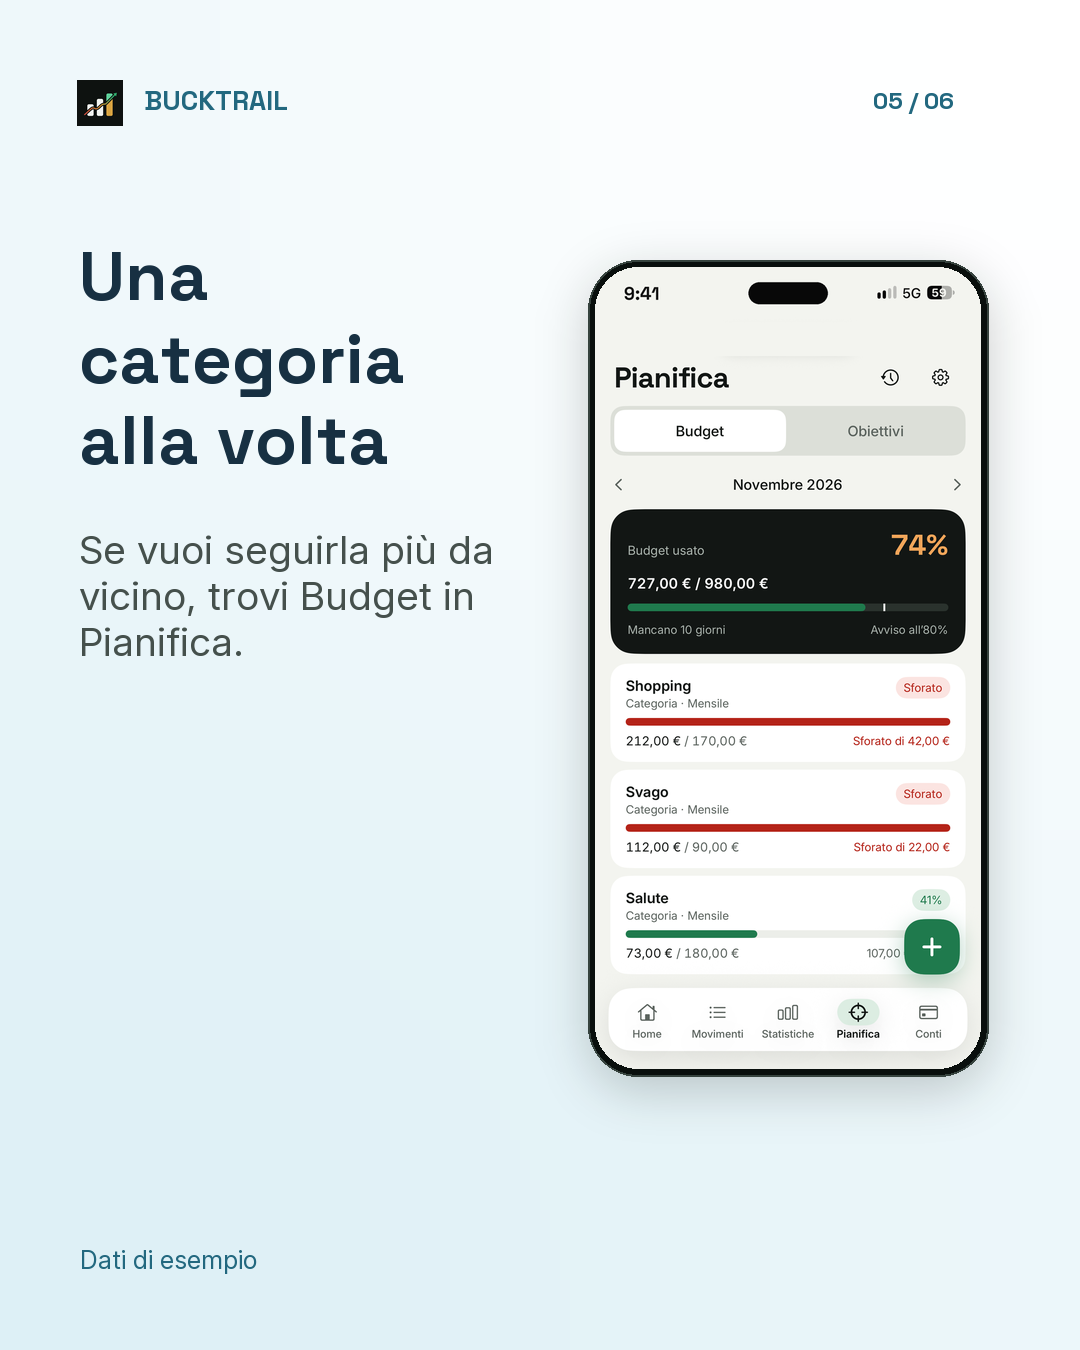 BUCKTRAIL
05 / 06
Una
categoria
alla volta
Se vuoi seguirla più da
vicino, trovi Budget in
Pianifica.
9:41
5G 59
Pianifica
Budget Obiettivi
Novembre 2026
Budget usato 74%
727,00 € / 980,00 €
Mancano 10 giorni Avviso all'80%
Shopping Sforato
Categoria · Mensile
212,00 € / 170,00 € Sforato di 42,00 €
Svago Sforato
Categoria · Mensile
112,00 € / 90,00 € Sforato di 22,00 €
Salute 41%
Categoria · Mensile
73,00 € / 180,00 € 107,00
Home Movimenti Statistiche Pianifica Conti
Dati di esempio